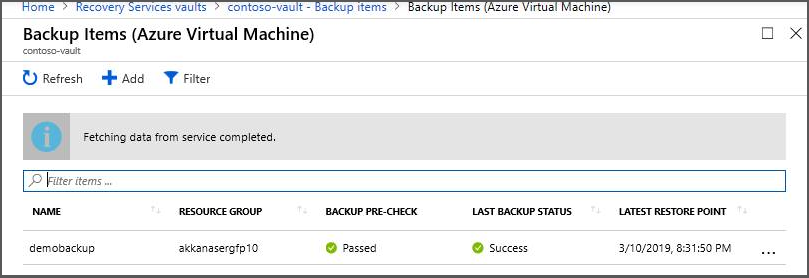 Home > Recovery Services vaults > contoso-vault - Backup items > Backup Items (Azure Virtual Machine)
Backup Items (Azure Virtual Machine)
contoso-vault
Refresh Add Filter
Fetching data from service completed.
Filter items ...
NAME RESOURCE GROUP BACKUP PRE-CHECK LAST BACKUP STATUS LATEST RESTORE POINT
demobackup akkanasergfp10 Passed Success 3/10/2019, 8:31:50 PM ...